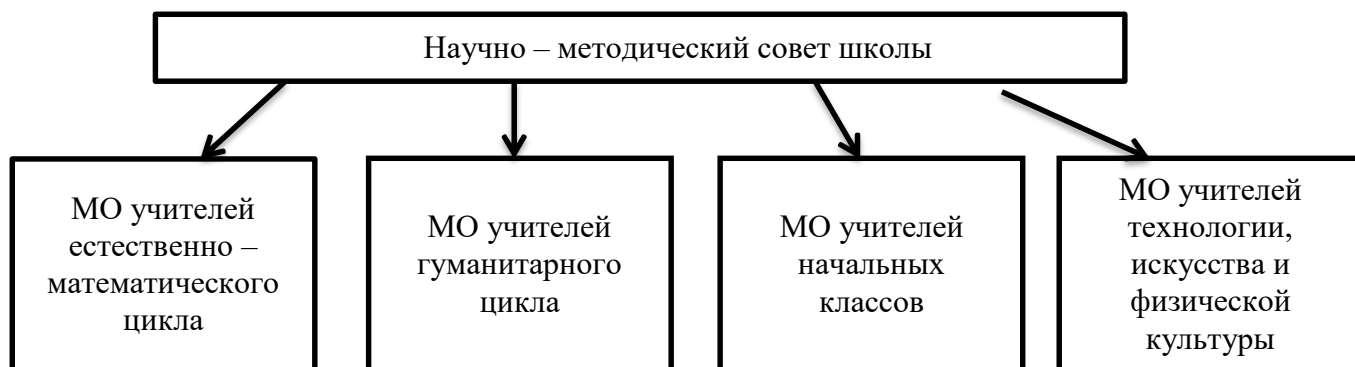 Научно – методический совет школы
МО учителей
естественно –
математического
цикла
МО учителей
гуманитарного
цикла
МО учителей
начальных
классов
МО учителей
технологии,
искусства и
физической
культуры